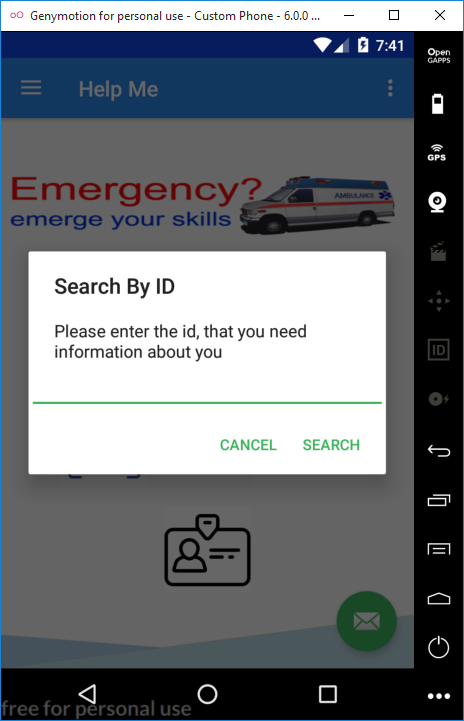 Genymotion for personal use - Custom Phone - 6.0.0 ...
7:41
Open
GAPPS
Help Me
GPS
Emergency?
AMBULANCE
emerge your skills
Search By ID
Please enter the id, that you need
information about you
ID
CANCEL SEARCH
free for personal use